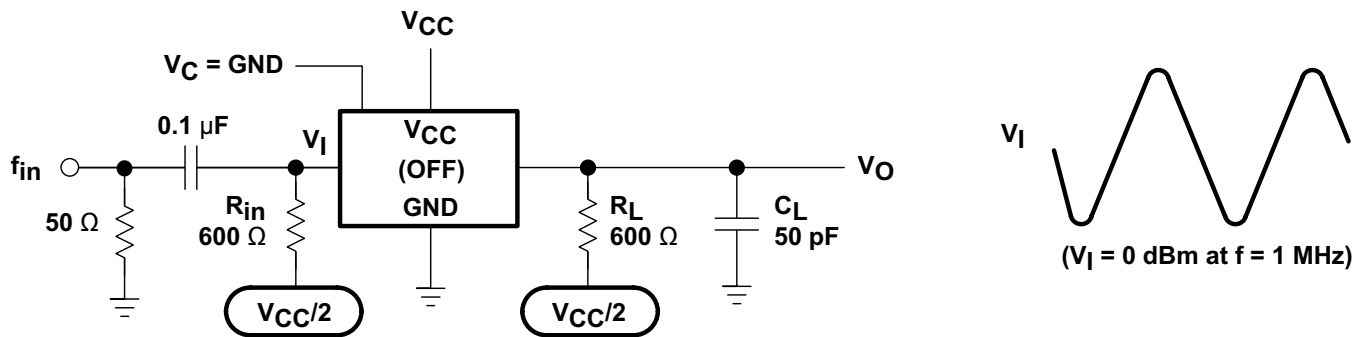 VCC
VC = GND
0.1 µF
fin
VI
VCC
(OFF)
GND
VO
50 Ω
Rin
600 Ω
RL
600 Ω
CL
50 pF
VCC/2
VCC/2
VI
(VI = 0 dBm at f = 1 MHz)